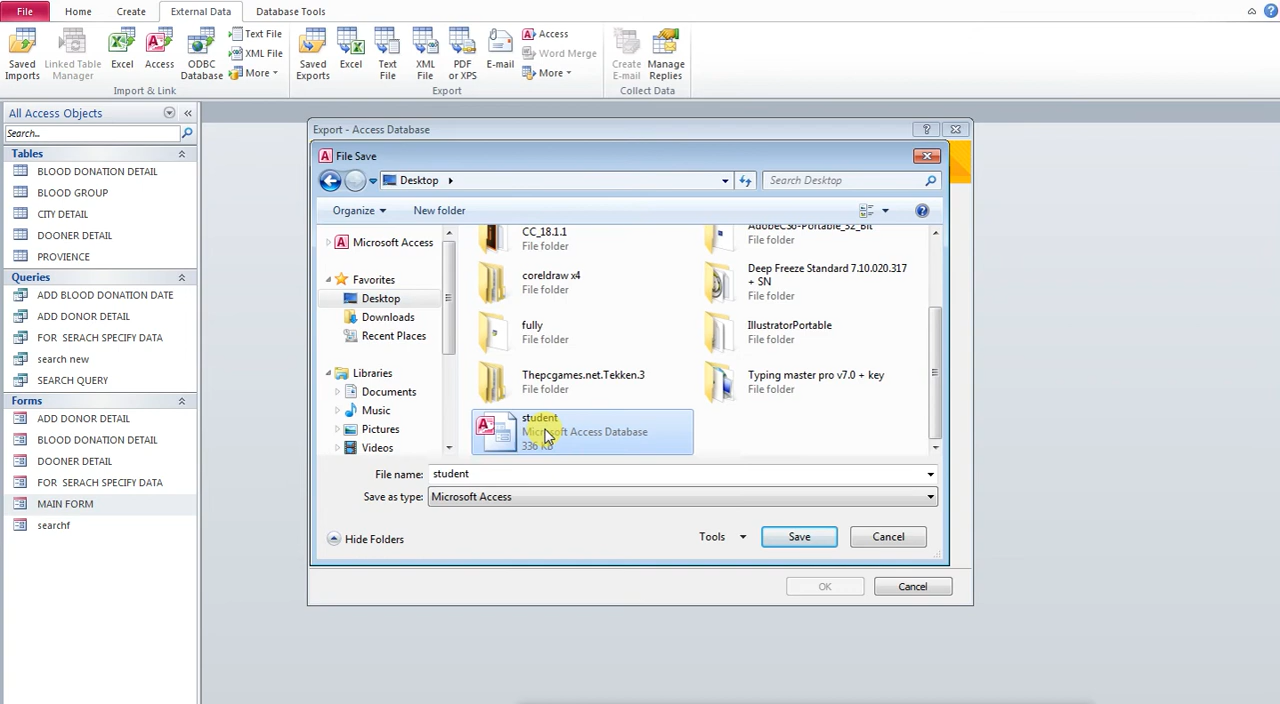 File Home Create External Data Database Tools
Saved Imports
Linked Table Manager
Excel
Access
ODBC Database
Text File
XML File
More
Import & Link
Saved Exports
Excel
Text File
XML File
PDF or XPS
E-mail
Access
Word Merge
More
Export
Create E-mail
Manage Replies
Collect Data
All Access Objects
Search...
Tables
BLOOD DONATION DETAIL
BLOOD GROUP
CITY DETAIL
DOONER DETAIL
PROVIENCE
Queries
ADD BLOOD DONATION DATE
ADD DONOR DETAIL
FOR SERACH SPECIFY DATA
search new
SEARCH QUERY
Forms
ADD DONOR DETAIL
BLOOD DONATION DETAIL
DOONER DETAIL
FOR SERACH SPECIFY DATA
MAIN FORM
searchf
Export - Access Database
File Save
Desktop
Search Desktop
Organize New folder
Microsoft Access
Favorites
Desktop
Downloads
Recent Places
Libraries
Documents
Music
Pictures
Videos
CC_18.1.1
File folder
coreldraw x4
File folder
fully
File folder
Thepcgames.net.Tekken.3
File folder
student
Microsoft Access Database
336 KB
AdobeCS6-Portable_32_Bit
File folder
Deep Freeze Standard 7.10.020.317
+ SN
File folder
IllustratorPortable
File folder
Typing master pro v7.0 + key
File folder
File name: student
Save as type: Microsoft Access
Hide Folders
Tools Save Cancel
OK Cancel